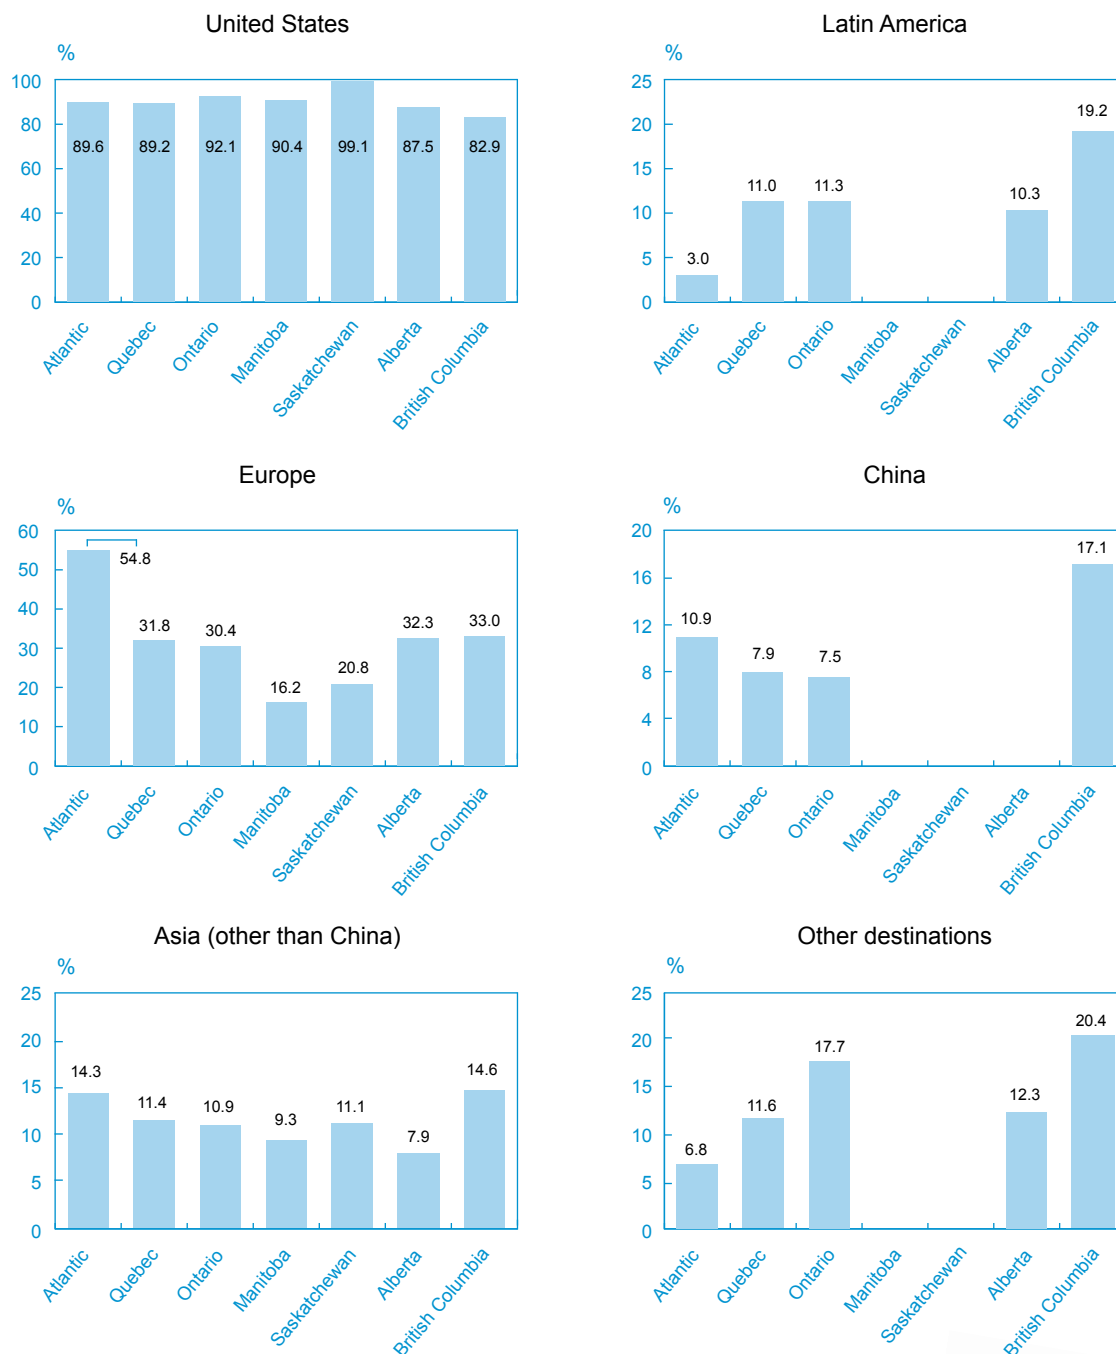 United States
%
100
80
60
40
20
0
89.6 89.2 92.1 90.4 99.1 87.5 82.9
Atlantic Quebec Ontario Manitoba Saskatchewan Alberta British Columbia
Latin America
%
25
20
15
10
5
0
3.0 11.0 11.3 10.3 19.2
Atlantic Quebec Ontario Manitoba Saskatchewan Alberta British Columbia
Europe
%
60
50
40
30
20
10
0
54.8 31.8 30.4 16.2 20.8 32.3 33.0
Atlantic Quebec Ontario Manitoba Saskatchewan Alberta British Columbia
China
%
20
16
12
8
4
0
10.9 7.9 7.5 17.1
Atlantic Quebec Ontario Manitoba Saskatchewan Alberta British Columbia
Asia (other than China)
%
25
20
15
10
5
0
14.3 11.4 10.9 9.3 11.1 7.9 14.6
Atlantic Quebec Ontario Manitoba Saskatchewan Alberta British Columbia
Other destinations
%
25
20
15
10
5
0
6.8 11.6 17.7 12.3 20.4
Atlantic Quebec Ontario Manitoba Saskatchewan Alberta British Columbia